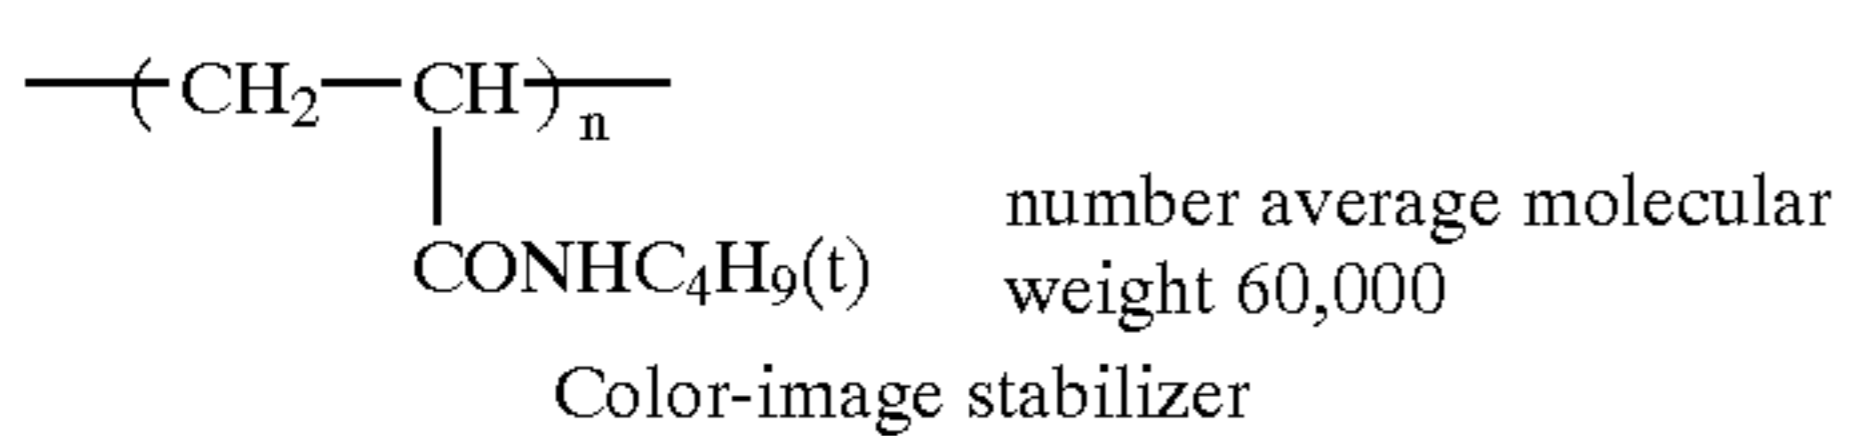 —(CH₂—CH)ₙ—
CONHC₄H₉(t)
number average molecular
weight 60,000
Color-image stabilizer